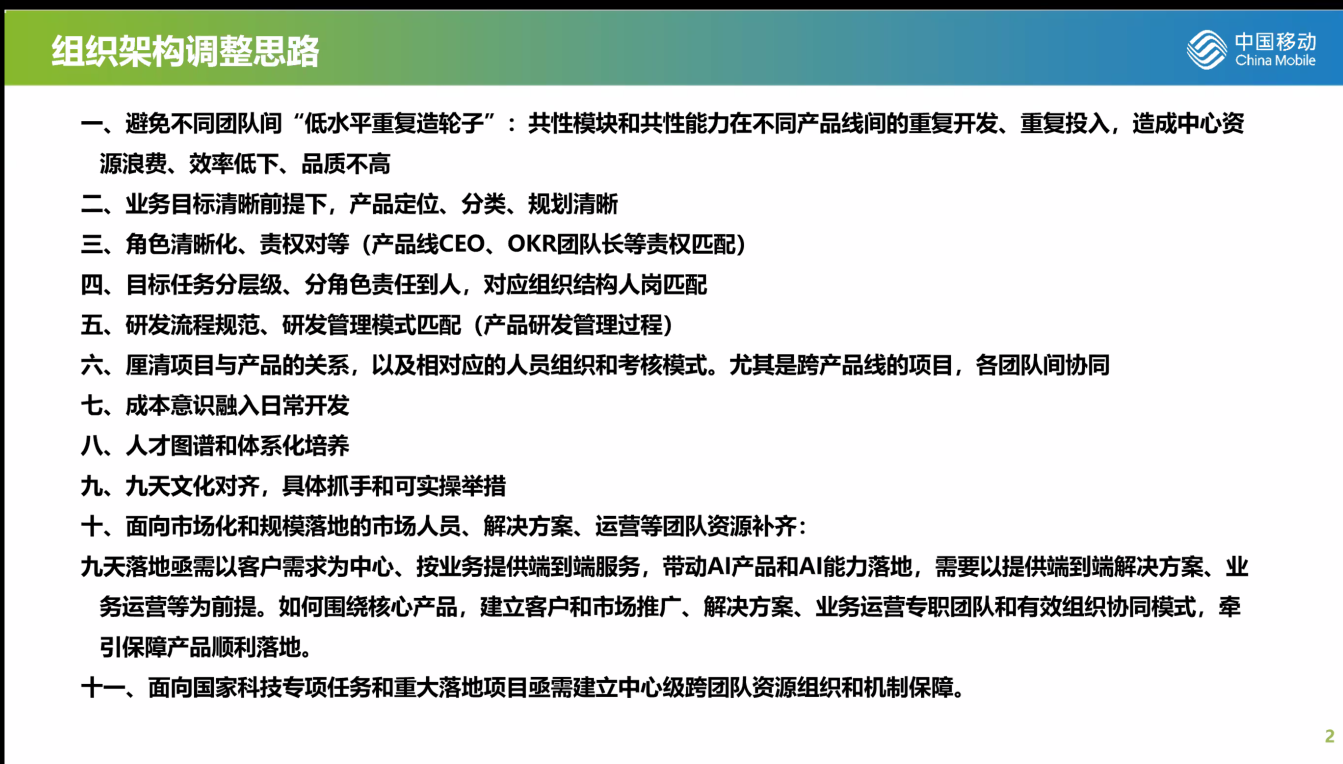 组织架构调整思路
中国移动
China Mobile
一、避免不同团队间“低水平重复造轮子”：共性模块和共性能力在不同产品线间的重复开发、重复投入，造成中心资
源浪费、效率低下、品质不高
二、业务目标清晰前提下，产品定位、分类、规划清晰
三、角色清晰化、责权对等（产品线CEO、OKR团队长等责权匹配）
四、目标任务分层级、分角色责任到人，对应组织结构人岗匹配
五、研发流程规范、研发管理模式匹配（产品研发管理过程）
六、厘清项目与产品的关系，以及相对应的人员组织和考核模式。尤其是跨产品线的项目，各团队间协同
七、成本意识融入日常开发
八、人才图谱和体系化培养
九、九天文化对齐，具体抓手和可实操举措
十、面向市场化和规模落地的市场人员、解决方案、运营等团队资源补齐：
九天落地亟需以客户需求为中心、按业务提供端到端服务，带动AI产品和AI能力落地，需要以提供端到端解决方案、业
务运营等为前提。如何围绕核心产品，建立客户和市场推广、解决方案、业务运营专职团队和有效组织协同模式，牵
引保障产品顺利落地。
十一、面向国家科技专项任务和重大落地项目亟需建立中心级跨团队资源组织和机制保障。
2